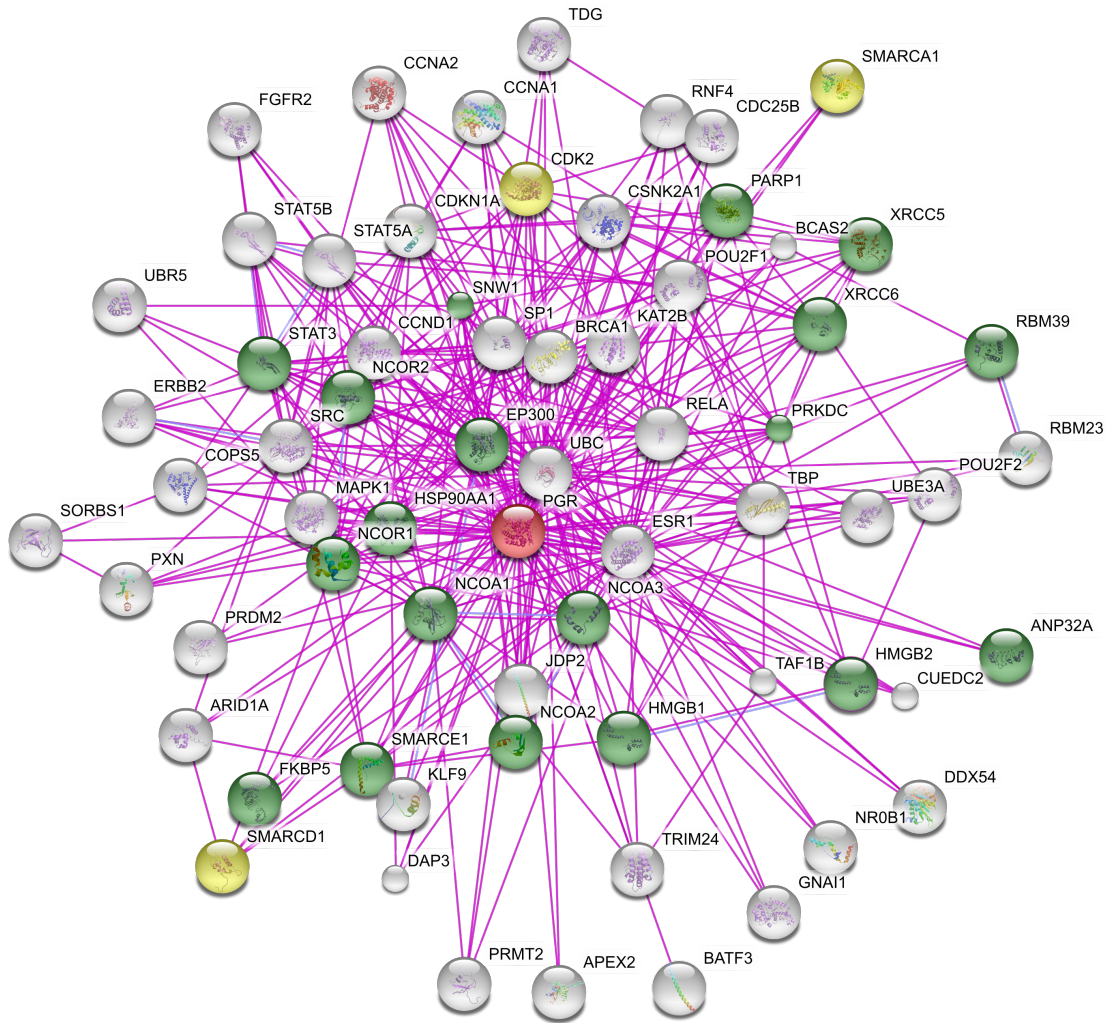 TDG
SMARCA1
CCNA2
CCNA1
RNF4
CDC25B
FGFR2
CDK2
PARP1
CSNK2A1
CDKN1A
XRCC5
STAT5B
STAT5A
BCAS2
POU2F1
UBR5
SNW1
XRCC6
RBM39
CCND1
SP1
BRCA1
KAT2B
STAT3
NCOR2
ERBB2
SRC
EP300
RELA
PRKDC
RBM23
COPS5
UBC
POU2F2
TBP
UBE3A
MAPK1
HSP90AA1
PGR
SORBS1
ESR1
NCOR1
PXN
NCOA1
NCOA3
PRDM2
ANP32A
JDP2
TAF1B
HMGB2
CUEDC2
ARID1A
NCOA2
HMGB1
SMARCE1
FKBP5
KLF9
DDX54
NR0B1
SMARCD1
DAP3
TRIM24
GNAI1
PRMT2
APEX2
BATF3